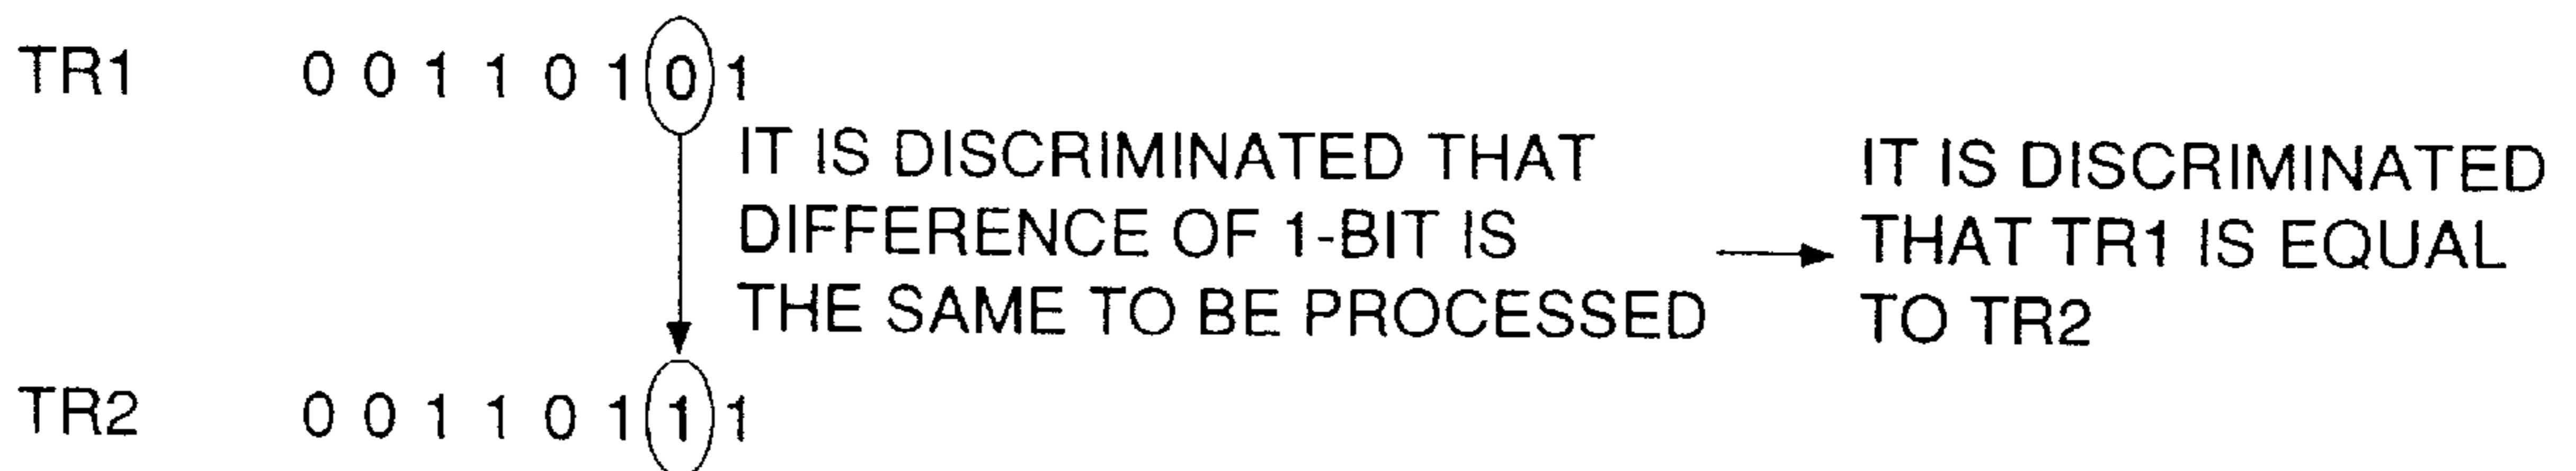 TR1 0 0 1 1 0 1 0 1
IT IS DISCRIMINATED THAT
DIFFERENCE OF 1-BIT IS
THE SAME TO BE PROCESSED
IT IS DISCRIMINATED
THAT TR1 IS EQUAL
TO TR2
TR2 0 0 1 1 0 1 1 1